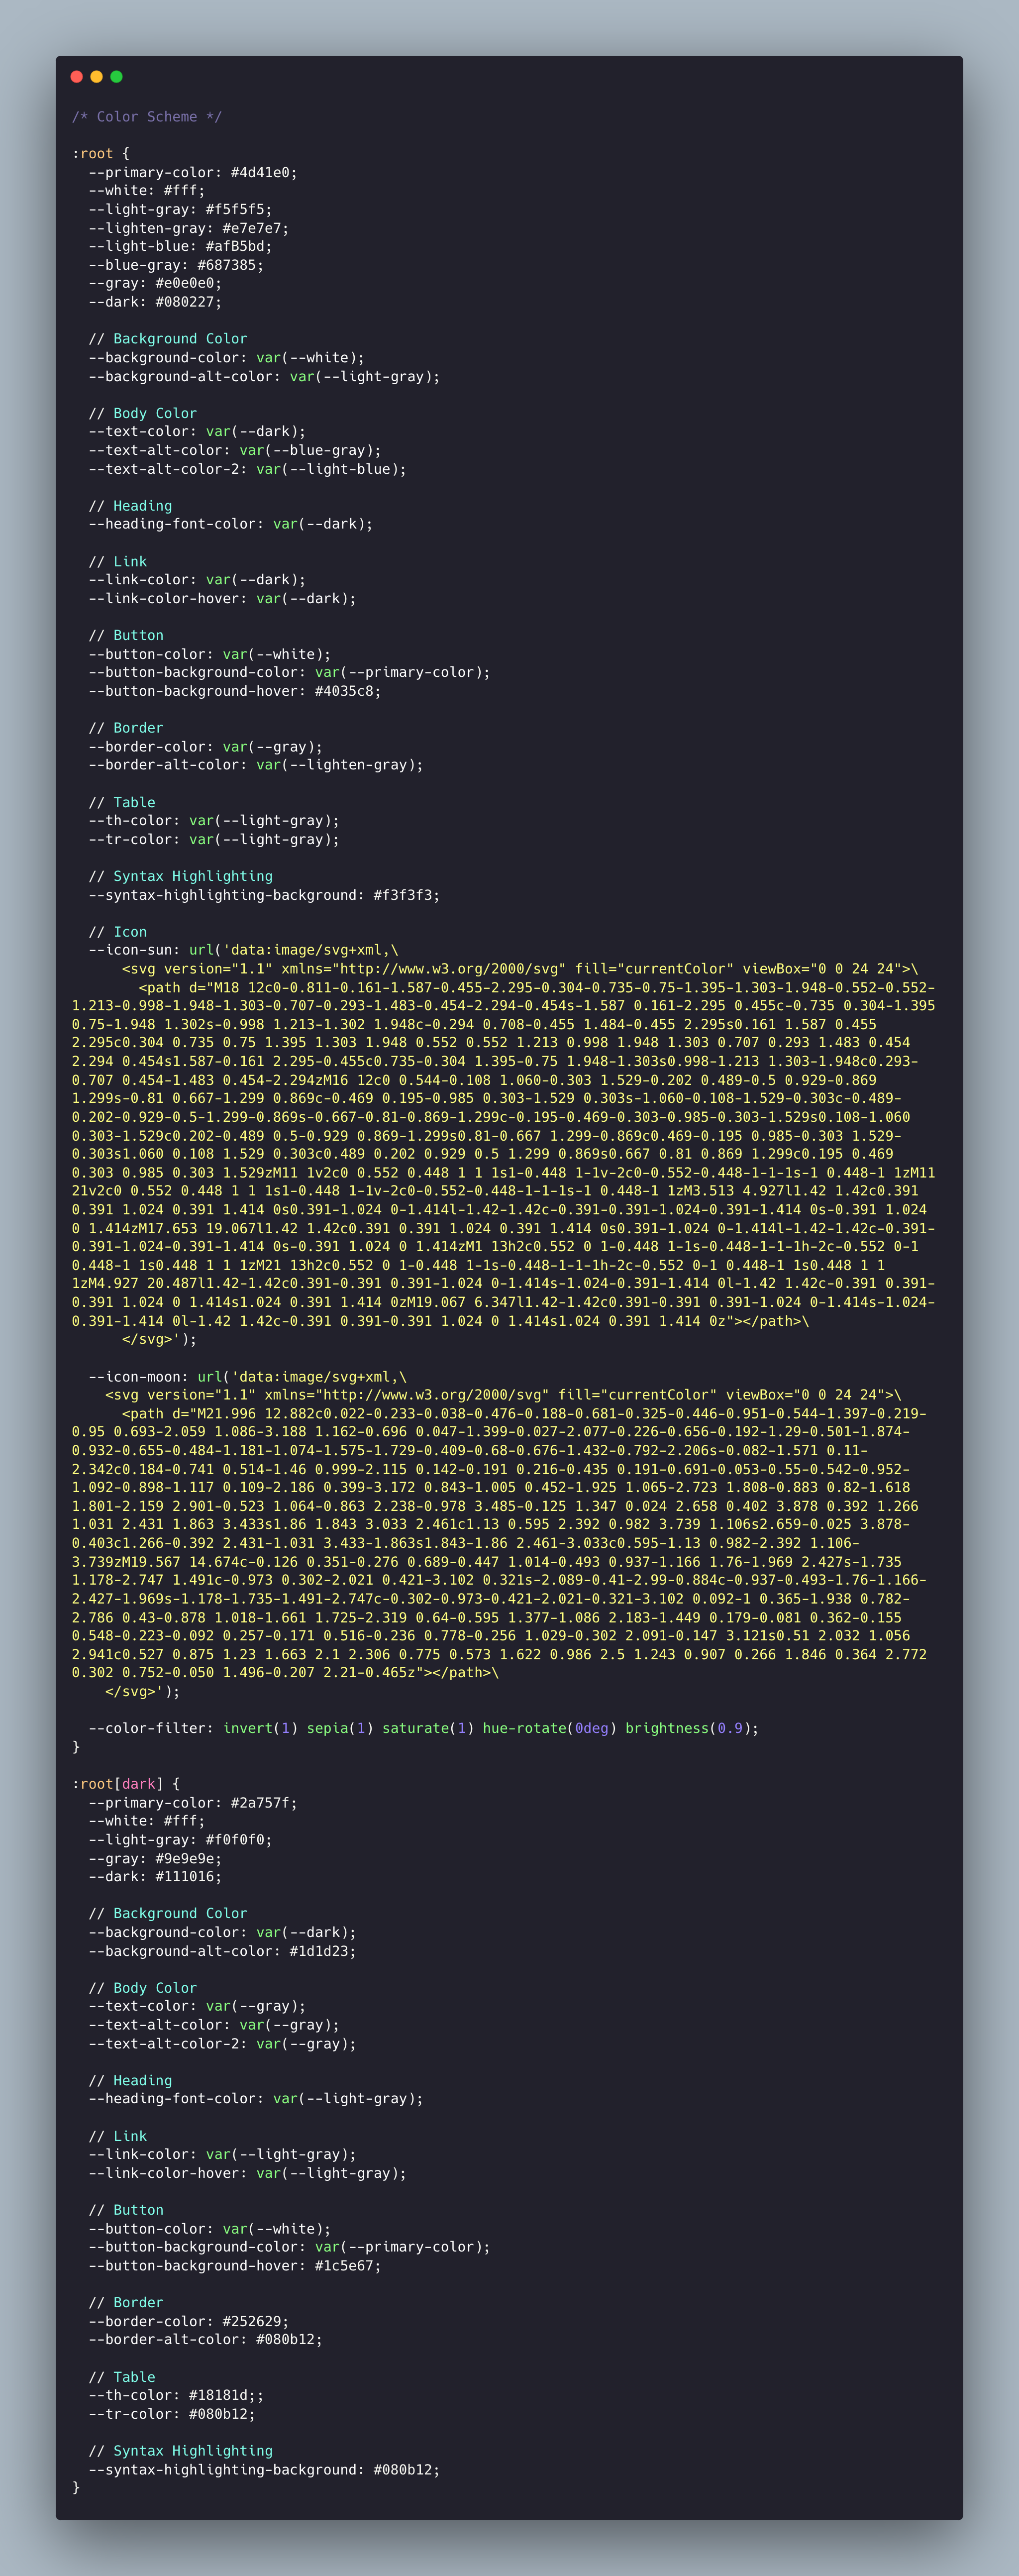 /* Color Scheme */
:root {
--primary-color: #4d41e0;
--white: #fff;
--light-gray: #f5f5f5;
--lighten-gray: #e7e7e7;
--light-blue: #afB5bd;
--blue-gray: #687385;
--gray: #e0e0e0;
--dark: #080227;
// Background Color
--background-color: var(--white);
--background-alt-color: var(--light-gray);
// Body Color
--text-color: var(--dark);
--text-alt-color: var(--blue-gray);
--text-alt-color-2: var(--light-blue);
// Heading
--heading-font-color: var(--dark);
// Link
--link-color: var(--dark);
--link-color-hover: var(--dark);
// Button
--button-color: var(--white);
--button-background-color: var(--primary-color);
--button-background-hover: #4035c8;
// Border
--border-color: var(--gray);
--border-alt-color: var(--lighten-gray);
// Table
--th-color: var(--light-gray);
--tr-color: var(--light-gray);
// Syntax Highlighting
--syntax-highlighting-background: #f3f3f3;
// Icon
--icon-sun: url('data:image/svg+xml,\
<svg version="1.1" xmlns="http://www.w3.org/2000/svg" fill="currentColor" viewBox="0 0 24 24">\
<path d="M18 12c0-0.811-0.161-1.587-0.455-2.295-0.304-0.735-0.75-1.395-1.303-1.948-0.552-0.552-
1.213-0.998-1.948-1.303-0.707-0.293-1.483-0.454-2.294-0.454s-1.587 0.161-2.295 0.455c-0.735 0.304-1.395
0.75-1.948 1.302s-0.998 1.213-1.302 1.948c-0.294 0.708-0.455 1.484-0.455 2.295s0.161 1.587 0.455
2.295c0.304 0.735 0.75 1.395 1.303 1.948 0.552 0.552 1.213 0.998 1.948 1.303 0.707 0.293 1.483 0.454
2.294 0.454s1.587-0.161 2.295-0.455c0.735-0.304 1.395-0.75 1.948-1.303s0.998-1.213 1.303-1.948c0.293-
0.707 0.454-1.483 0.454-2.294zM16 12c0 0.544-0.108 1.060-0.303 1.529-0.202 0.489-0.5 0.929-0.869
1.299s-0.81 0.667-1.299 0.869c-0.469 0.195-0.985 0.303-1.529 0.303s-1.060-0.108-1.529-0.303c-0.489-
0.202-0.929-0.5-1.299-0.869s-0.667-0.81-0.869-1.299c-0.195-0.469-0.303-0.985-0.303-1.529s0.108-1.060
0.303-1.529c0.202-0.489 0.5-0.929 0.869-1.299s0.81-0.667 1.299-0.869c0.469-0.195 0.985-0.303 1.529-
0.303s1.060 0.108 1.529 0.303c0.489 0.202 0.929 0.5 1.299 0.869s0.667 0.81 0.869 1.299c0.195 0.469
0.303 0.985 0.303 1.529zM11 1v2c0 0.552 0.448 1 1 1s1-0.448 1-1v-2c0-0.552-0.448-1-1-1s-1 0.448-1 1zM11
21v2c0 0.552 0.448 1 1 1s1-0.448 1-1v-2c0-0.552-0.448-1-1-1s-1 0.448-1 1zM3.513 4.927l1.42 1.42c0.391
0.391 1.024 0.391 1.414 0s0.391-1.024 0-1.414l-1.42-1.42c-0.391-0.391-1.024-0.391-1.414 0s-0.391 1.024
0 1.414zM17.653 19.067l1.42 1.42c0.391 0.391 1.024 0.391 1.414 0s0.391-1.024 0-1.414l-1.42-1.42c-0.391-
0.391-1.024-0.391-1.414 0s-0.391 1.024 0 1.414zM1 13h2c0.552 0 1-0.448 1-1s-0.448-1-1-1h-2c-0.552 0-1
0.448-1 1s0.448 1 1 1zM21 13h2c0.552 0 1-0.448 1-1s-0.448-1-1-1h-2c-0.552 0-1 0.448-1 1s0.448 1 1
1zM4.927 20.487l1.42-1.42c0.391-0.391 0.391-1.024 0-1.414s-1.024-0.391-1.414 0l-1.42 1.42c-0.391 0.391-
0.391 1.024 0 1.414s1.024 0.391 1.414 0zM19.067 6.347l1.42-1.42c0.391-0.391 0.391-1.024 0-1.414s-1.024-
0.391-1.414 0l-1.42 1.42c-0.391 0.391-0.391 1.024 0 1.414s1.024 0.391 1.414 0z"></path>\
</svg>');
--icon-moon: url('data:image/svg+xml,\
<svg version="1.1" xmlns="http://www.w3.org/2000/svg" fill="currentColor" viewBox="0 0 24 24">\
<path d="M21.996 12.882c0.022-0.233-0.038-0.476-0.188-0.681-0.325-0.446-0.951-0.544-1.397-0.219-
0.95 0.693-2.059 1.086-3.188 1.162-0.696 0.047-1.399-0.027-2.077-0.226-0.656-0.192-1.29-0.501-1.874-
0.932-0.655-0.484-1.181-1.074-1.575-1.729-0.409-0.68-0.676-1.432-0.792-2.206s-0.082-1.571 0.11-
2.342c0.184-0.741 0.514-1.46 0.999-2.115 0.142-0.191 0.216-0.435 0.191-0.691-0.053-0.55-0.542-0.952-
1.092-0.898-1.117 0.109-2.186 0.399-3.172 0.843-1.005 0.452-1.925 1.065-2.723 1.808-0.883 0.82-1.618
1.801-2.159 2.901-0.523 1.064-0.863 2.238-0.978 3.485-0.125 1.347 0.024 2.658 0.402 3.878 0.392 1.266
1.031 2.431 1.863 3.433s1.86 1.843 3.033 2.461c1.13 0.595 2.392 0.982 3.739 1.106s2.659-0.025 3.878-
0.403c1.266-0.392 2.431-1.031 3.433-1.863s1.843-1.86 2.461-3.033c0.595-1.13 0.982-2.392 1.106-
3.739zM19.567 14.674c-0.126 0.351-0.276 0.689-0.447 1.014-0.493 0.937-1.166 1.76-1.969 2.427s-1.735
1.178-2.747 1.491c-0.973 0.302-2.021 0.421-3.102 0.321s-2.089-0.41-2.99-0.884c-0.937-0.493-1.76-1.166-
2.427-1.969s-1.178-1.735-1.491-2.747c-0.302-0.973-0.421-2.021-0.321-3.102 0.092-1 0.365-1.938 0.782-
2.786 0.43-0.878 1.018-1.661 1.725-2.319 0.64-0.595 1.377-1.086 2.183-1.449 0.179-0.081 0.362-0.155
0.548-0.223-0.092 0.257-0.171 0.516-0.236 0.778-0.256 1.029-0.302 2.091-0.147 3.121s0.51 2.032 1.056
2.941c0.527 0.875 1.23 1.663 2.1 2.306 0.775 0.573 1.622 0.986 2.5 1.243 0.907 0.266 1.846 0.364 2.772
0.302 0.752-0.050 1.496-0.207 2.21-0.465z"></path>\
</svg>');
--color-filter: invert(1) sepia(1) saturate(1) hue-rotate(0deg) brightness(0.9);
}
:root[dark] {
--primary-color: #2a757f;
--white: #fff;
--light-gray: #f0f0f0;
--gray: #9e9e9e;
--dark: #111016;
// Background Color
--background-color: var(--dark);
--background-alt-color: #1d1d23;
// Body Color
--text-color: var(--gray);
--text-alt-color: var(--gray);
--text-alt-color-2: var(--gray);
// Heading
--heading-font-color: var(--light-gray);
// Link
--link-color: var(--light-gray);
--link-color-hover: var(--light-gray);
// Button
--button-color: var(--white);
--button-background-color: var(--primary-color);
--button-background-hover: #1c5e67;
// Border
--border-color: #252629;
--border-alt-color: #080b12;
// Table
--th-color: #18181d;;
--tr-color: #080b12;
// Syntax Highlighting
--syntax-highlighting-background: #080b12;
}